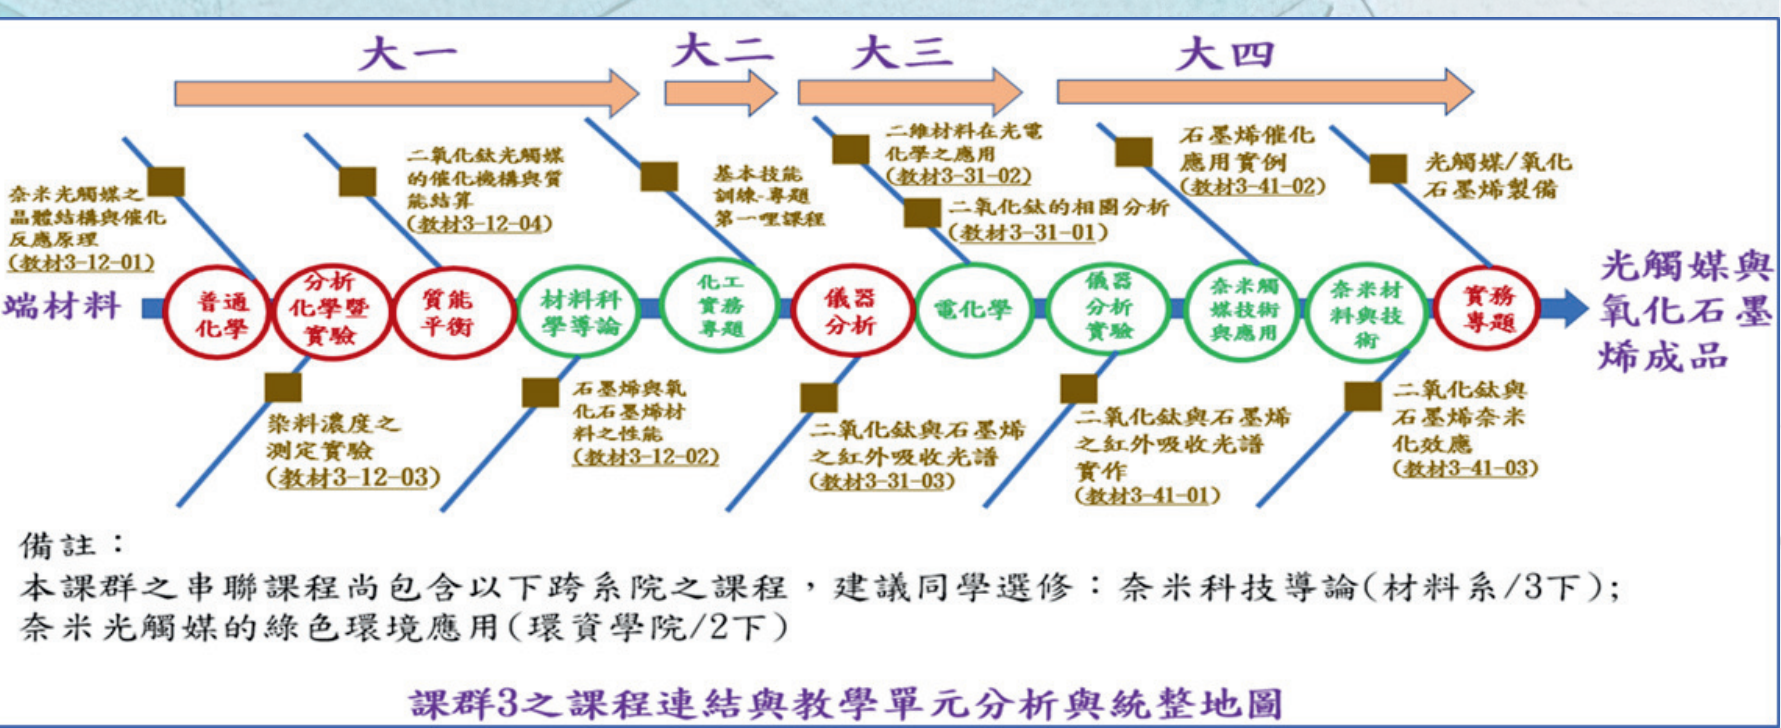 大一
大二
大三
大四
奈米光觸媒之
晶體結構與催化
反應原理
(教材3-12-01)
二氧化鈦光觸媒
的催化機構與質
能結算
(教材3-12-04)
基本技能
訓練-專題
第一哩課程
二維材料在光電
化學之應用
(教材3-31-02)
二氧化鈦的相圖分析
(教材3-31-01)
石墨烯催化
應用實例
(教材3-41-02)
光觸媒/氧化
石墨烯製備
端材料
普通
化學
分析
化學暨
實驗
質能
平衡
材料科
學導論
化工
實務
專題
儀器
分析
電化學
儀器
分析
實驗
奈米觸
媒技術
與應用
奈米材
料與技
術
實務
專題
光觸媒與
氧化石墨
烯成品
染料濃度之
測定實驗
(教材3-12-03)
石墨烯與氧
化石墨烯材
料之性能
(教材3-12-02)
二氧化鈦與石墨烯
之紅外吸收光譜
(教材3-31-03)
二氧化鈦與石墨烯
之紅外吸收光譜
實作
(教材3-41-01)
二氧化鈦與
石墨烯奈米
化效應
(教材3-41-03)
備註：
本課群之串聯課程尚包含以下跨系院之課程，建議同學選修：奈米科技導論(材料系/3下);
奈米光觸媒的綠色環境應用(環資學院/2下)
課群3之課程連結與教學單元分析與統整地圖